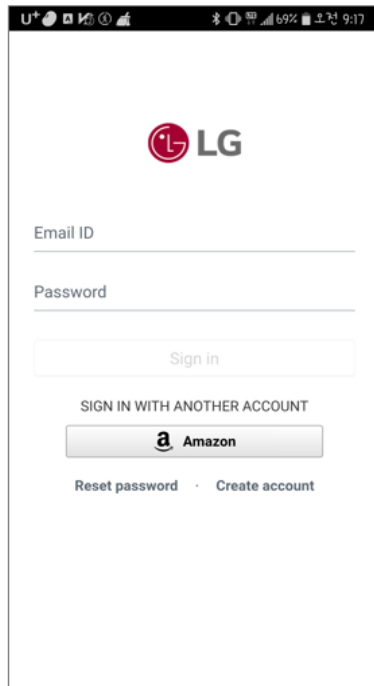 U+ 69% 오전 9:17
LG
Email ID
Password
Sign in
SIGN IN WITH ANOTHER ACCOUNT
a Amazon
Reset password · Create account